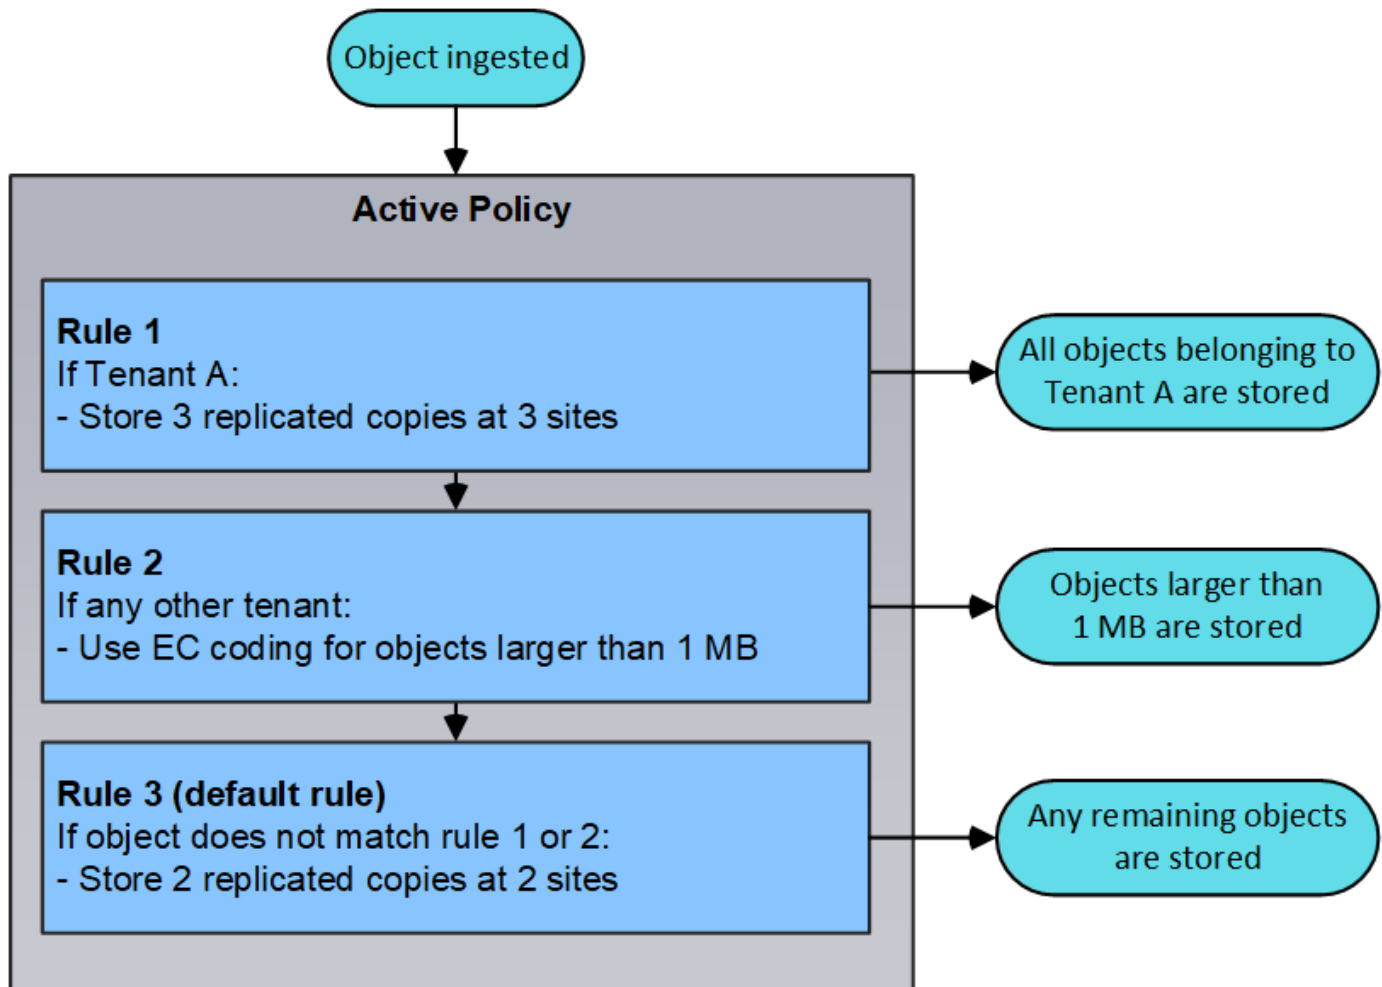 Object ingested
Active Policy
Rule 1
If Tenant A:
- Store 3 replicated copies at 3 sites
All objects belonging to
Tenant A are stored
Rule 2
If any other tenant:
- Use EC coding for objects larger than 1 MB
Objects larger than
1 MB are stored
Rule 3 (default rule)
If object does not match rule 1 or 2:
- Store 2 replicated copies at 2 sites
Any remaining objects
are stored